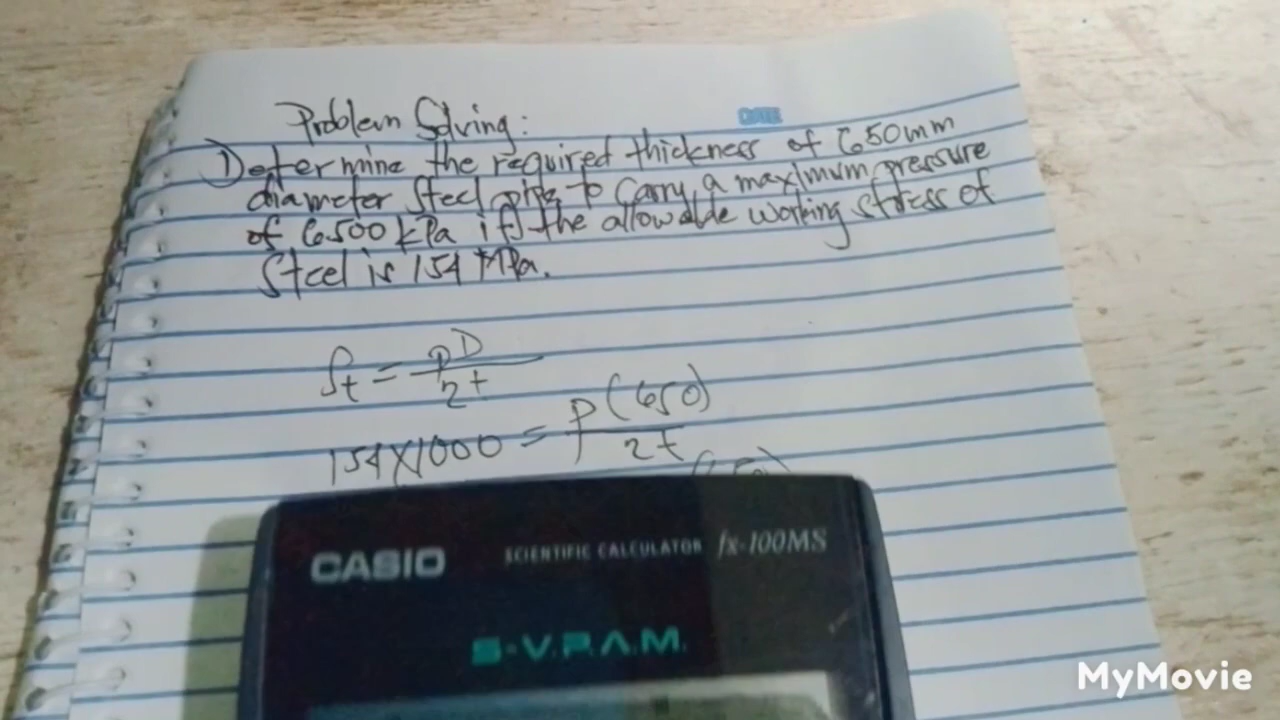 Problem Solving:
DATE
1) Determine the required thickness of 650mm
diameter steel pipe to carry a maximum pressure
of 6500 kPa if the allowable working stress of
steel is 154 MPa.
St = pD
2t
154X1000 = P(650)
2t
CASIO SCIENTIFIC CALCULATOR fx-100MS
S-V.P.A.M.
MyMovie